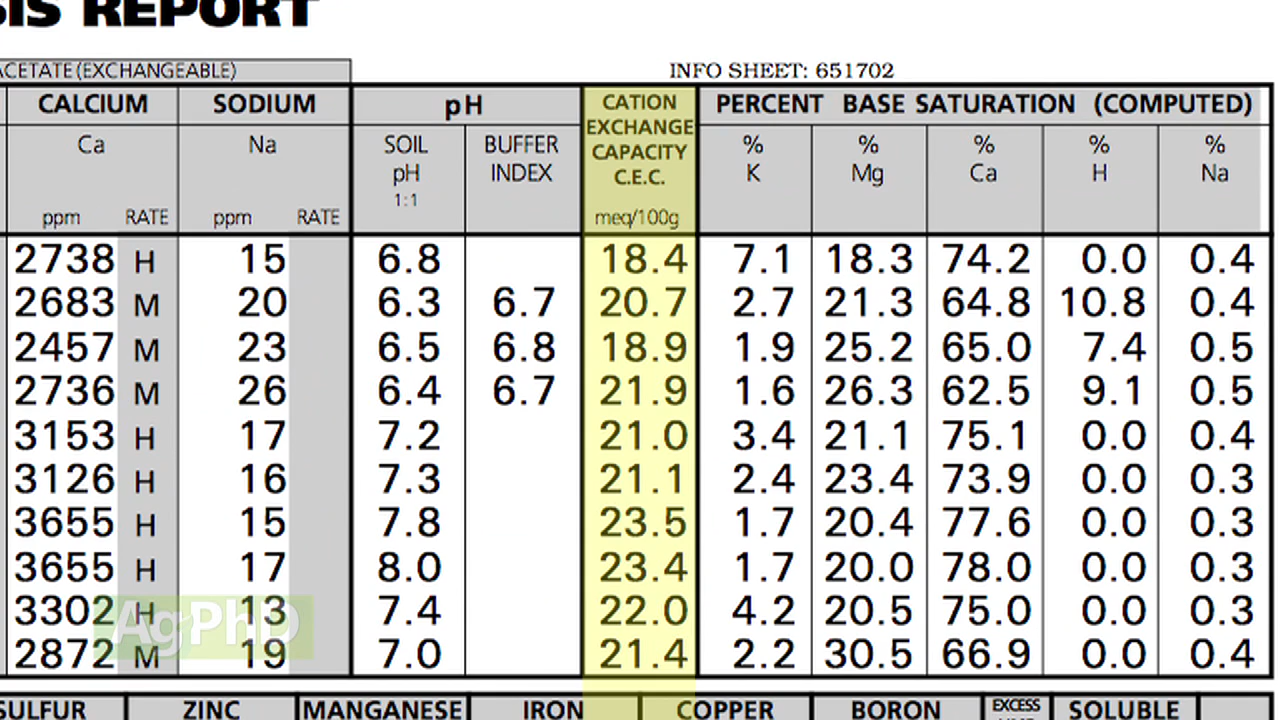 SIS REPORT
ACETATE (EXCHANGEABLE) INFO SHEET: 651702
CALCIUM SODIUM pH CATION EXCHANGE CAPACITY C.E.C. PERCENT BASE SATURATION (COMPUTED)
Ca Na SOIL pH 1:1 BUFFER INDEX % K % Mg % Ca % H % Na
ppm RATE ppm RATE meq/100g
2738 H 15 6.8 18.4 7.1 18.3 74.2 0.0 0.4
2683 M 20 6.3 6.7 20.7 2.7 21.3 64.8 10.8 0.4
2457 M 23 6.5 6.8 18.9 1.9 25.2 65.0 7.4 0.5
2736 M 26 6.4 6.7 21.9 1.6 26.3 62.5 9.1 0.5
3153 H 17 7.2 21.0 3.4 21.1 75.1 0.0 0.4
3126 H 16 7.3 21.1 2.4 23.4 73.9 0.0 0.3
3655 H 15 7.8 23.5 1.7 20.4 77.6 0.0 0.3
3655 H 17 8.0 23.4 1.7 20.0 78.0 0.0 0.3
3302 H 13 7.4 22.0 4.2 20.5 75.0 0.0 0.3
AgPhD
2872 M 19 7.0 21.4 2.2 30.5 66.9 0.0 0.4
SULFUR ZINC MANGANESE IRON COPPER BORON EXCESS SOLUBLE